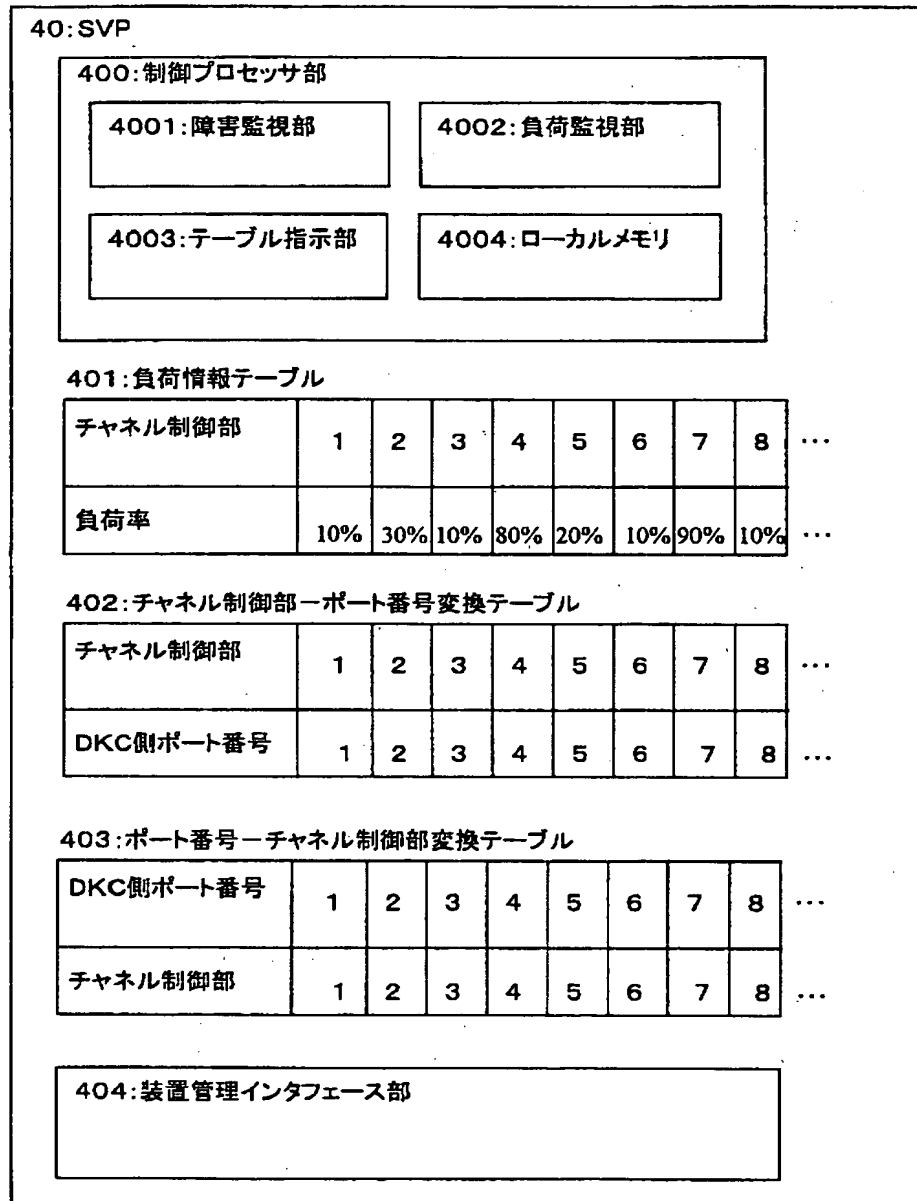 40:SVP
400:制御プロセッサ部
4001:障害監視部 4002:負荷監視部
4003:テーブル指示部 4004:ローカルメモリ
401:負荷情報テーブル
チャネル制御部 1 2 3 4 5 6 7 8 ...
負荷率 10% 30% 10% 80% 20% 10% 90% 10% ...
402:チャネル制御部－ポート番号変換テーブル
チャネル制御部 1 2 3 4 5 6 7 8 ...
DKC側ポート番号 1 2 3 4 5 6 7 8 ...
403:ポート番号－チャネル制御部変換テーブル
DKC側ポート番号 1 2 3 4 5 6 7 8 ...
チャネル制御部 1 2 3 4 5 6 7 8 ...
404:装置管理インタフェース部